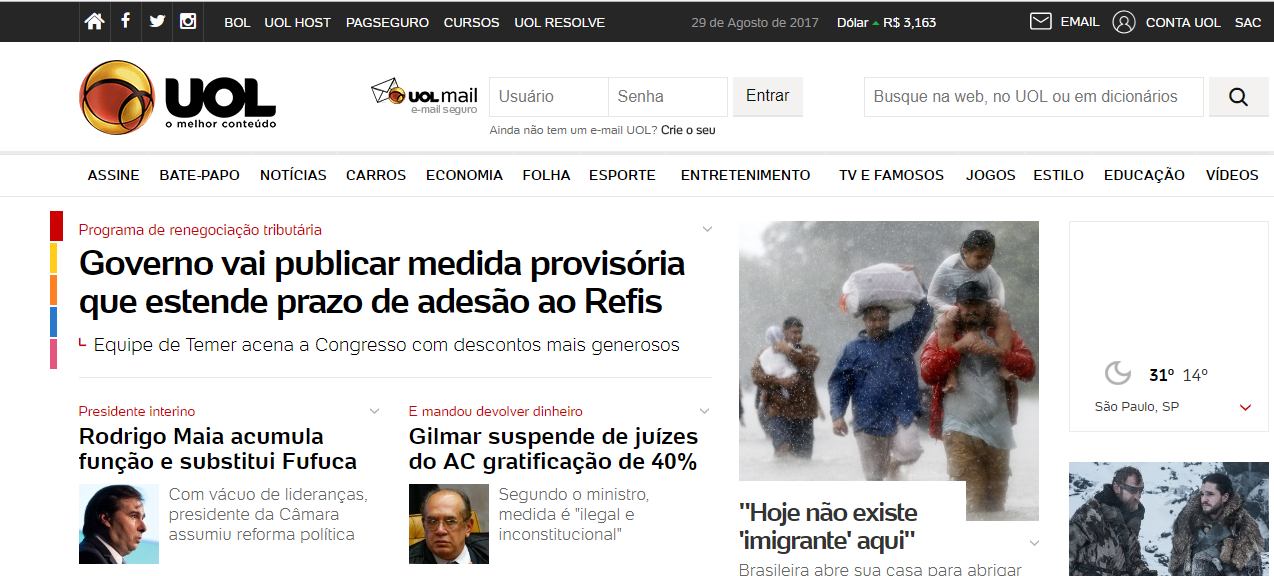 BOL UOL HOST PAGSEGURO CURSOS UOL RESOLVE 29 de Agosto de 2017 Dólar R$ 3,163 EMAIL CONTA UOL SAC
UOL
o melhor conteúdo
UOL mail
e-mail seguro
Usuário Senha Entrar
Ainda não tem um e-mail UOL? Crie o seu
Busque na web, no UOL ou em dicionários
ASSINE BATE-PAPO NOTÍCIAS CARROS ECONOMIA FOLHA ESPORTE ENTRETENIMENTO TV E FAMOSOS JOGOS ESTILO EDUCAÇÃO VÍDEOS
Programa de renegociação tributária
Governo vai publicar medida provisória
que estende prazo de adesão ao Refis
Equipe de Temer acena a Congresso com descontos mais generosos
Presidente interino
Rodrigo Maia acumula
função e substitui Fufuca
Com vácuo de lideranças,
presidente da Câmara
assumiu reforma política
E mandou devolver dinheiro
Gilmar suspende de juízes
do AC gratificação de 40%
Segundo o ministro,
medida é "ilegal e
inconstitucional"
"Hoje não existe
'imigrante' aqui"
Brasileira abre sua casa para abrigar
31º 14º
São Paulo, SP